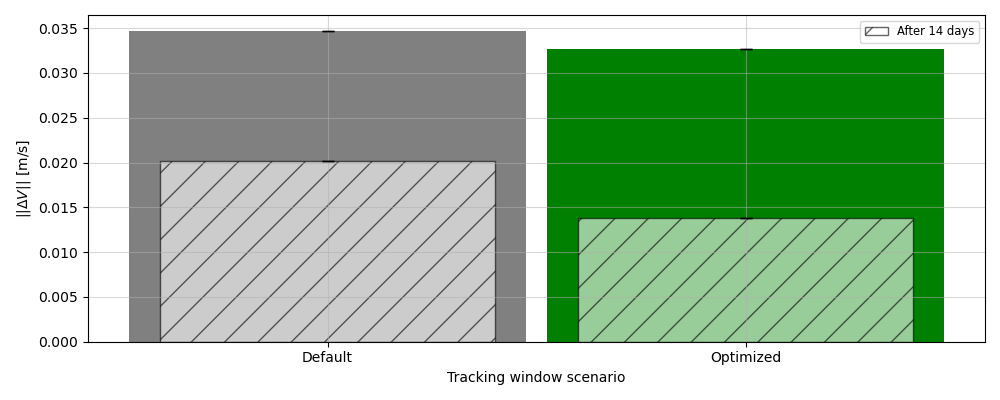 0.035
0.030
0.025
0.020
0.015
0.010
0.005
0.000
||ΔV|| [m/s]
After 14 days
Default
Optimized
Tracking window scenario